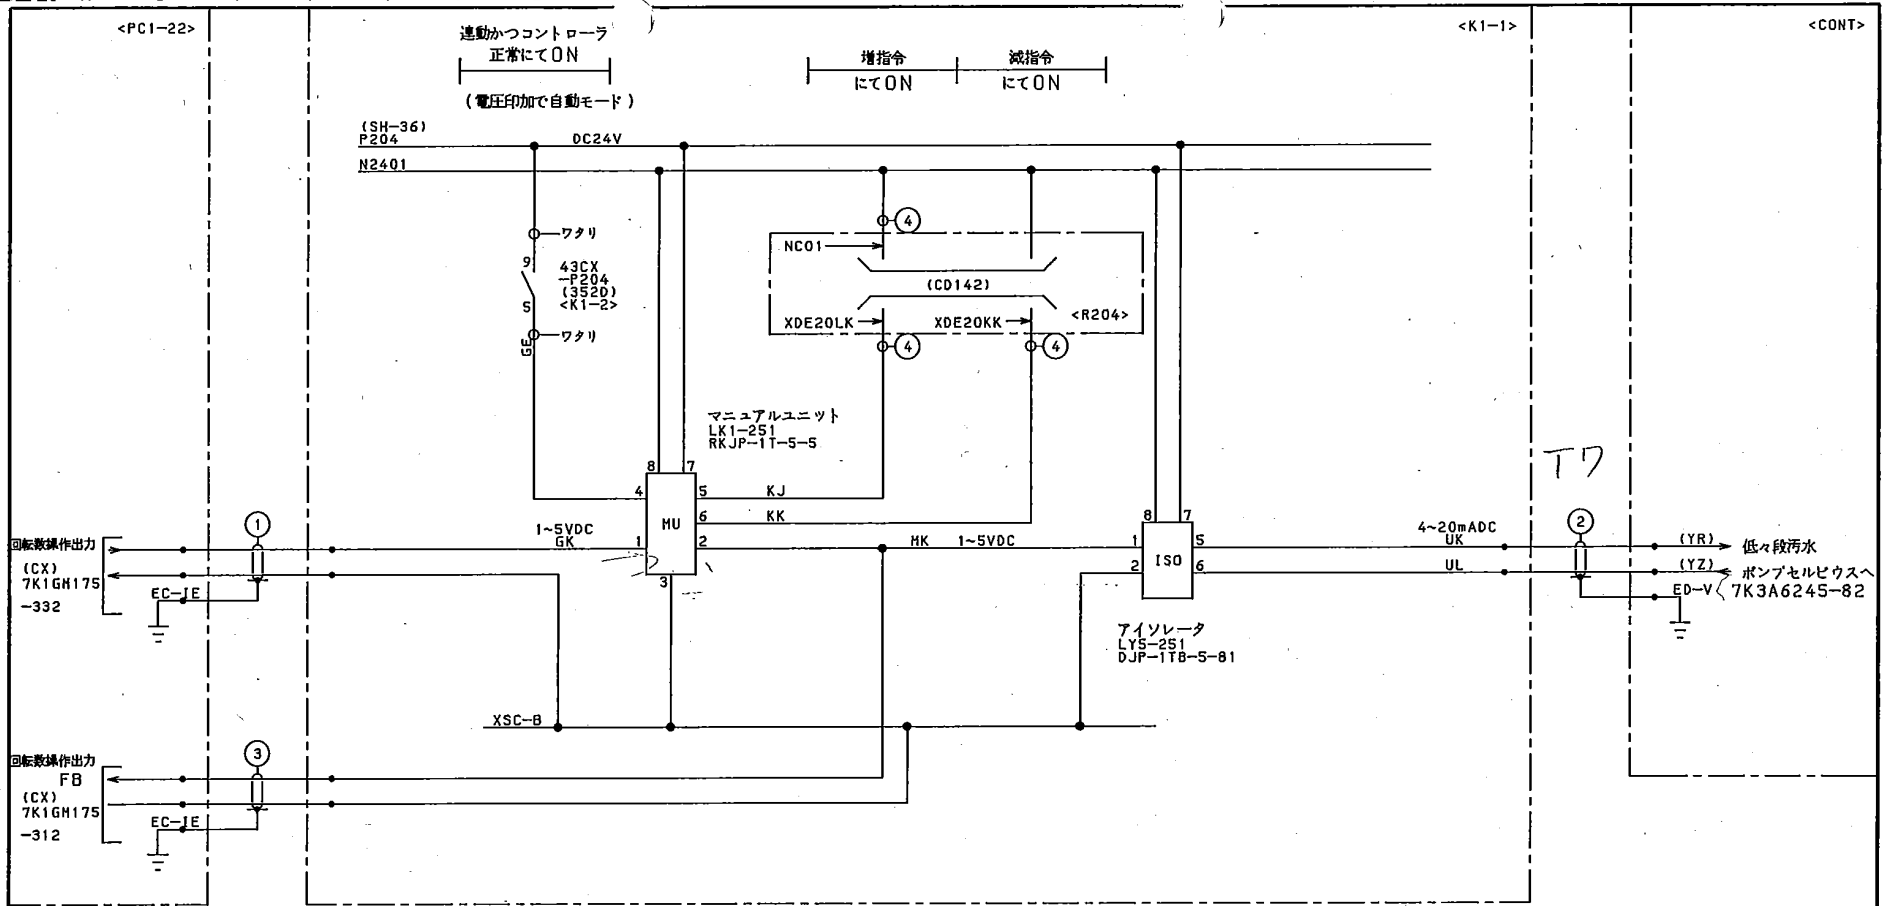 <PC1-22>
<K1-1>
<CONT>
連動かつコントローラ
正常にてON
(電圧印加で自動モード)
増指令
にてON
減指令
にてON
(SH-36)
P204
DC24V
N2401
ワタリ
9
43CX
-P204
(352D)
<K1-2>
5
ワタリ
GE
4
NC01
(CD142)
XDE20LK
XDE20KK
<R204>
4
4
マニュアルユニット
LK1-251
RKJP-1T-5-5
8
7
4
5
KJ
MU
6
KK
1
2
3
1~5VDC
GK
MK
1~5VDC
8
7
1
5
ISO
2
6
4~20mADC
UK
UL
アイソレータ
LY5-251
DJP-1TB-5-81
T7
1
2
回転数操作出力
(CX)
7K1GM175
-332
EC-IE
(YR)
低々段汚水
(YZ)
ポンプセルビウスへ
ED-V
7K3A6245-82
XSC-B
3
回転数操作出力
FB
(CX)
7K1GM175
-312
EC-IE